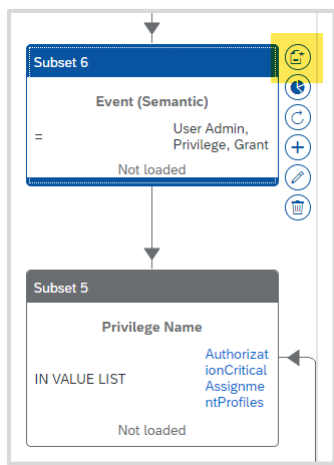 Subset 6
Event (Semantic)
=
User Admin,
Privilege, Grant
Not loaded
Subset 5
Privilege Name
IN VALUE LIST
Authorizat
ionCritical
Assignme
ntProfiles
Not loaded